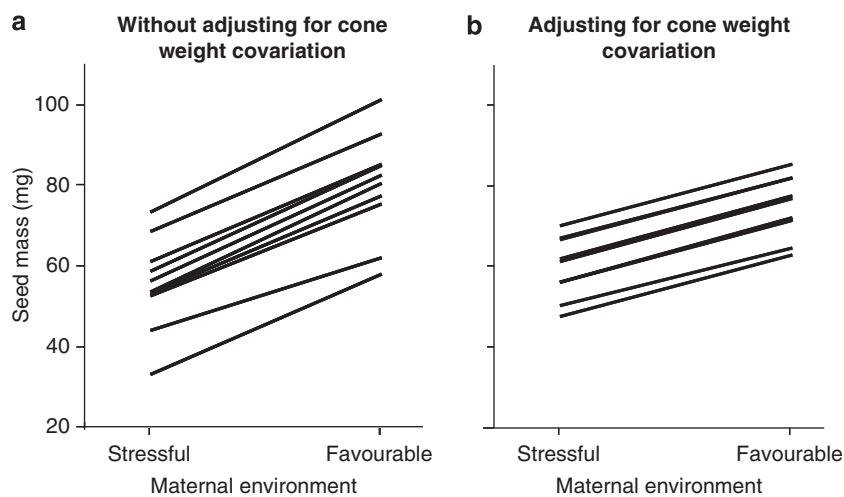 a
Without adjusting for cone
weight covariation
100
80
60
40
20
Seed mass (mg)
Stressful
Favourable
Maternal environment
b
Adjusting for cone weight
covariation
Stressful
Favourable
Maternal environment